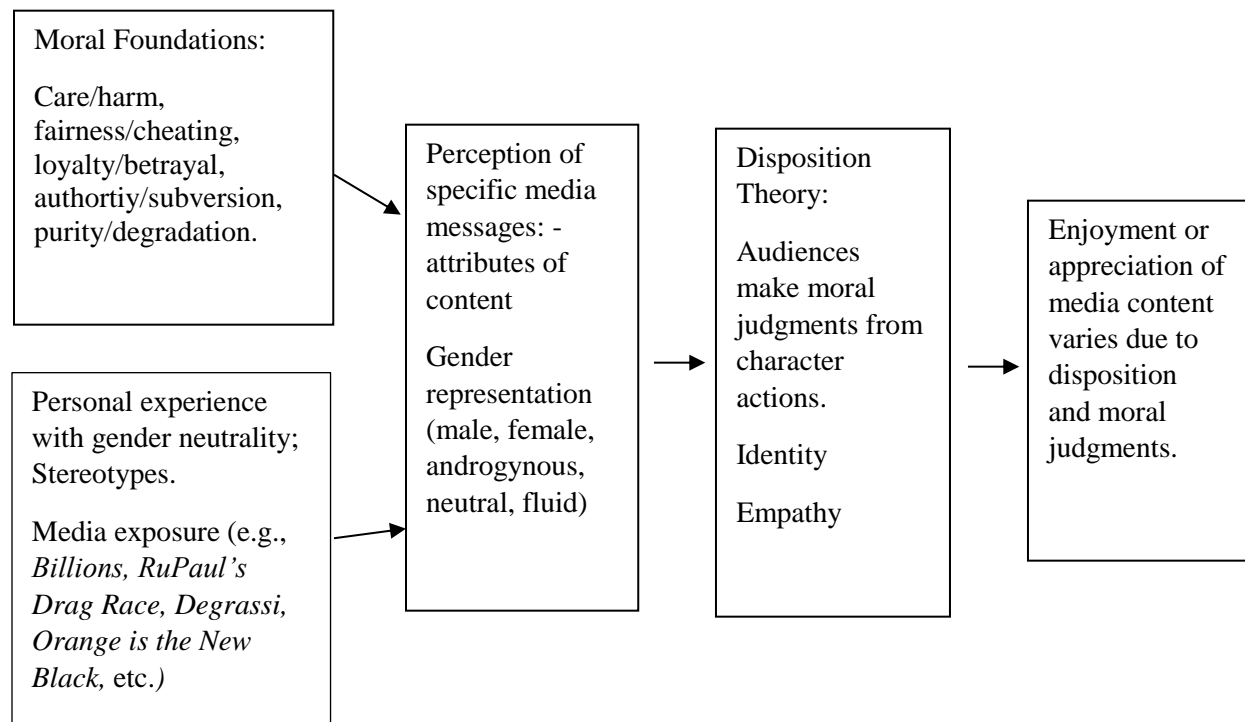 Moral Foundations:
Care/harm,
fairness/cheating,
loyalty/betrayal,
authortiy/subversion,
purity/degradation.
Personal experience
with gender neutrality;
Stereotypes.
Media exposure (e.g.,
Billions, RuPaul’s
Drag Race, Degrassi,
Orange is the New
Black, etc.)
Perception of
specific media
messages: -
attributes of
content
Gender
representation
(male, female,
androgynous,
neutral, fluid)
Disposition
Theory:
Audiences
make moral
judgments from
character
actions.
Identity
Empathy
Enjoyment or
appreciation of
media content
varies due to
disposition
and moral
judgments.